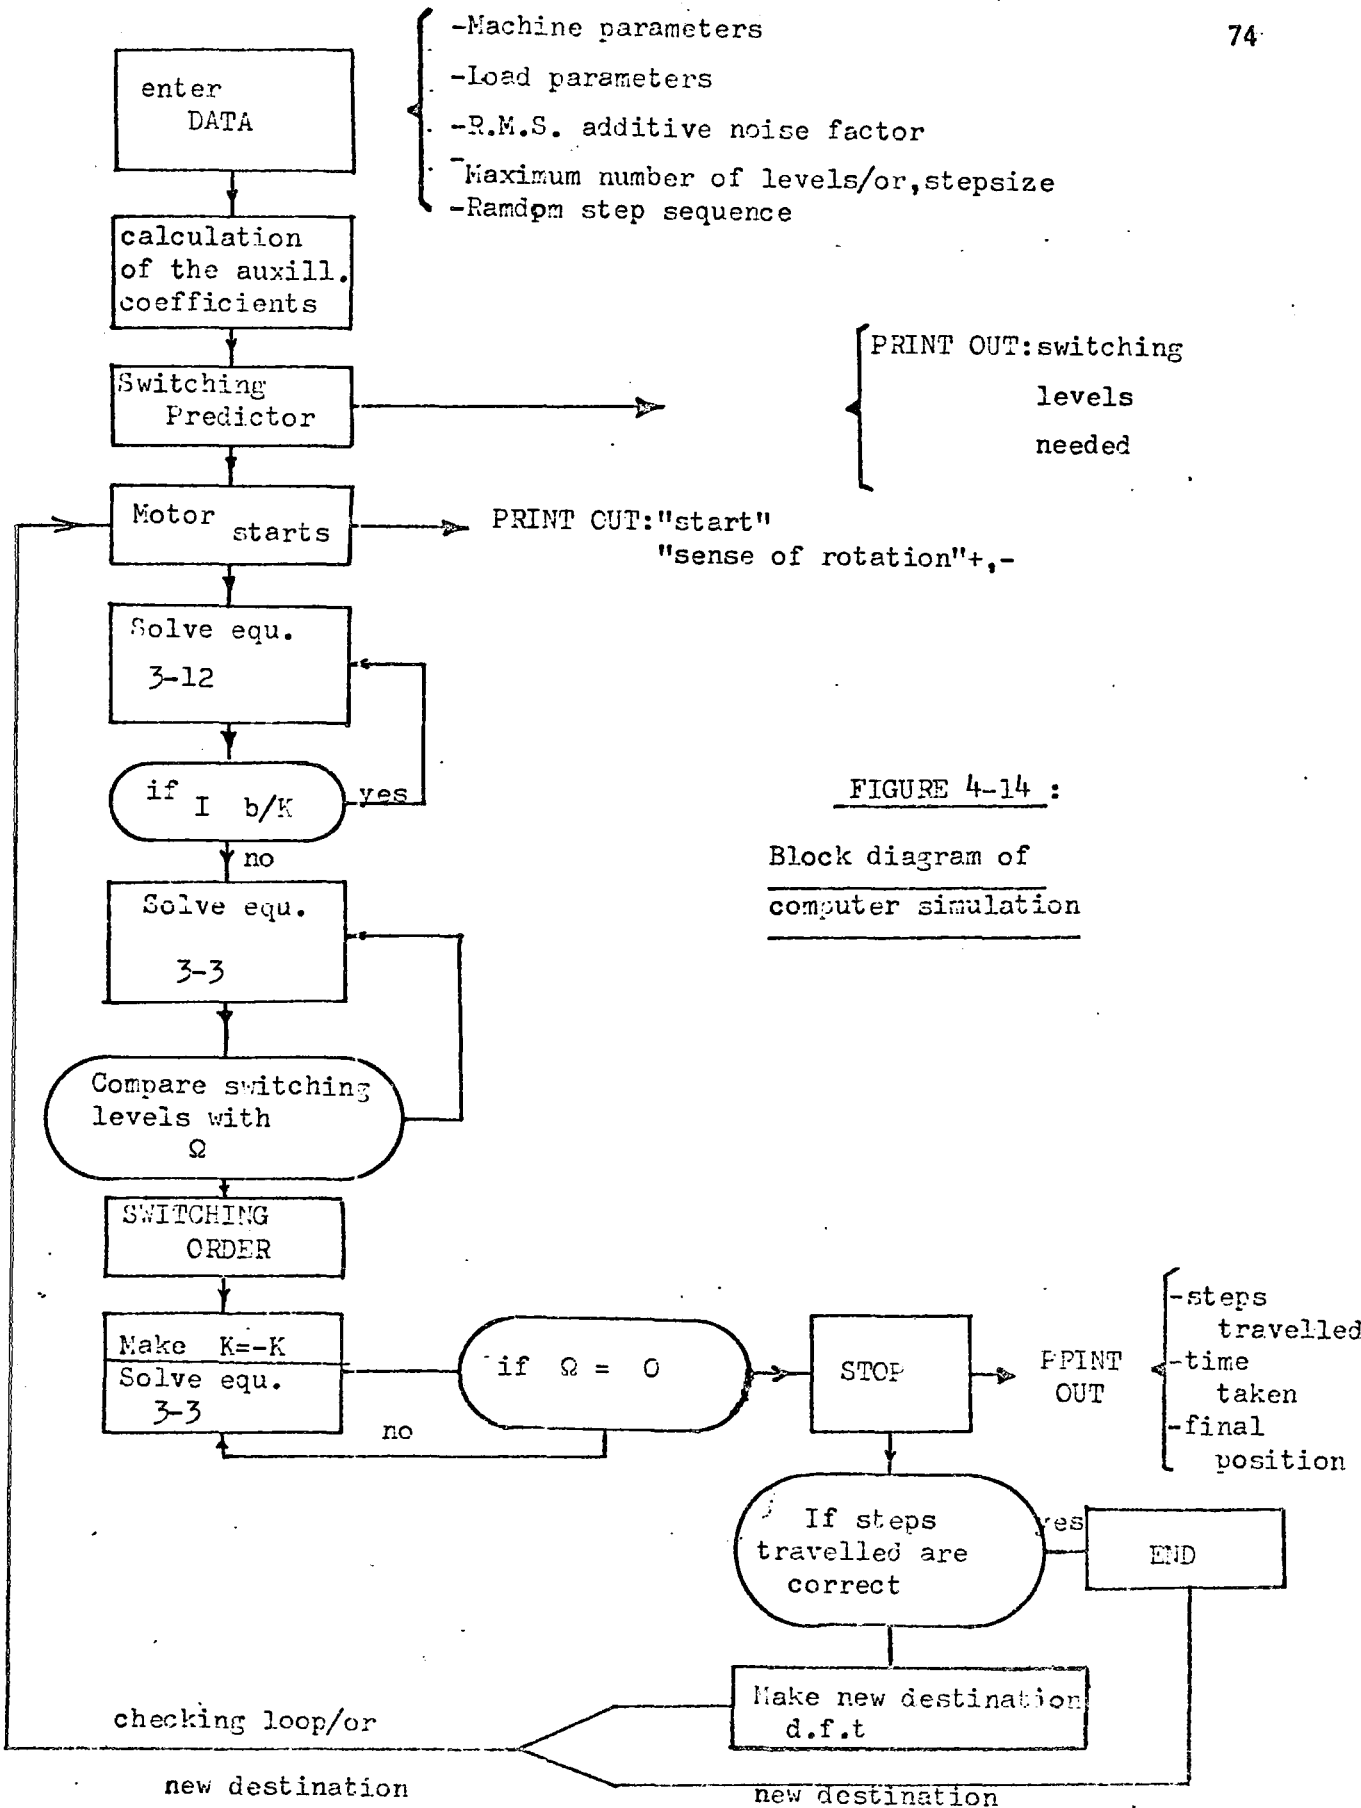 74
enter
DATA
-Machine parameters
-Load parameters
-R.M.S. additive noise factor
-Maximum number of levels/or,stepsize
-Ramdom step sequence
calculation
of the auxill.
coefficients
Switching
Predictor
PRINT OUT:switching
levels
needed
Motor starts
PRINT OUT:"start"
"sense of rotation"+,-
Solve equ.
3-12
if I b/K
yes
no
FIGURE 4-14 :
Block diagram of
computer simulation
Solve equ.
3-3
Compare switching
levels with
Ω
SWITCHING
ORDER
Make K=-K
Solve equ.
3-3
if Ω = 0
no
STOP
PRINT
OUT
-steps
travelled
-time
taken
-final
position
If steps
travelled are
correct
yes
END
Make new destination
d.f.t
checking loop/or
new destination
new destination